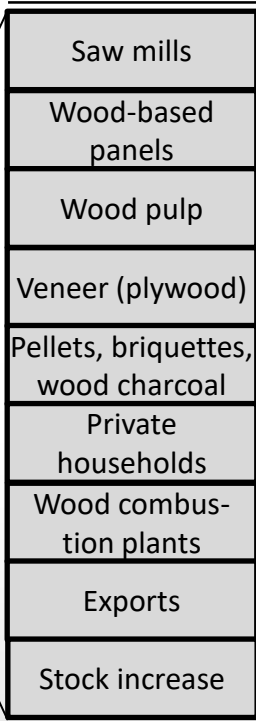 Saw mills
Wood-based
panels
Wood pulp
Veneer (plywood)
Pellets, briquettes,
wood charcoal
Private
households
Wood combus-
tion plants
Exports
Stock increase